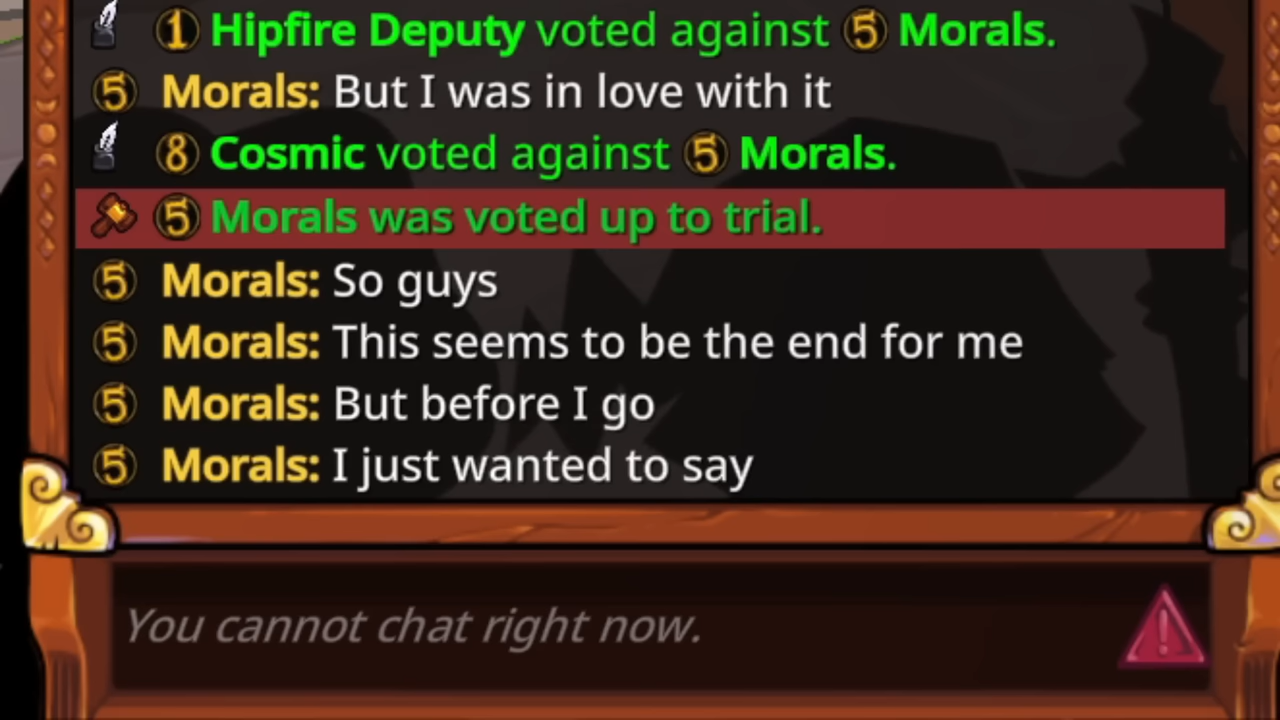 1 Hipfire Deputy voted against 5 Morals.
5 Morals: But I was in love with it
8 Cosmic voted against 5 Morals.
5 Morals was voted up to trial.
5 Morals: So guys
5 Morals: This seems to be the end for me
5 Morals: But before I go
5 Morals: I just wanted to say
You cannot chat right now.